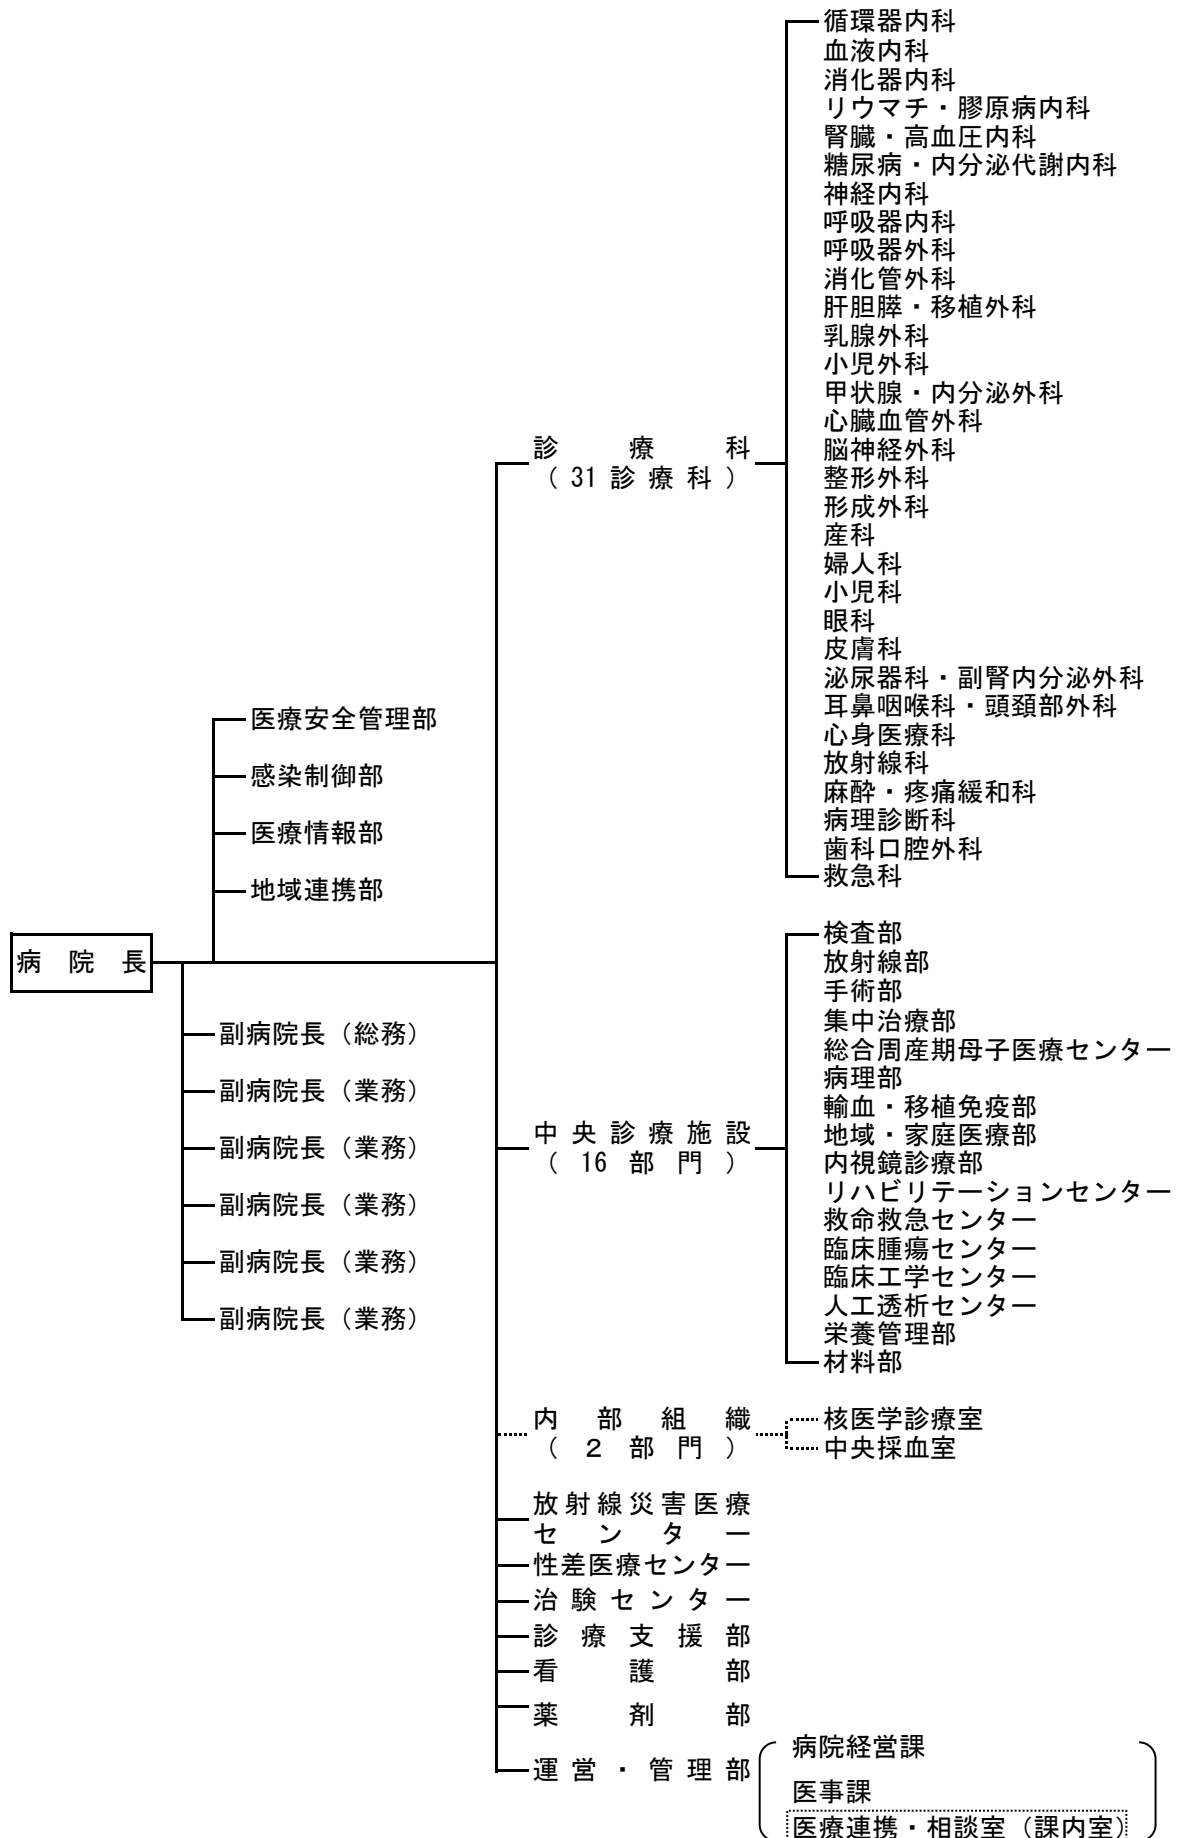 循環器内科
血液内科
消化器内科
リウマチ・膠原病内科
腎臓・高血圧内科
糖尿病・内分泌代謝内科
神経内科
呼吸器内科
呼吸器外科
消化管外科
肝胆膵・移植外科
乳腺外科
小児外科
甲状腺・内分泌外科
心臓血管外科
脳神経外科
整形外科
形成外科
産科
婦人科
小児科
眼科
皮膚科
泌尿器科・副腎内分泌外科
耳鼻咽喉科・頭頚部外科
心身医療科
放射線科
麻酔・疼痛緩和科
病理診断科
歯科口腔外科
救急科
診療科
（31診療科）
医療安全管理部
感染制御部
医療情報部
地域連携部
病院長
副病院長（総務）
副病院長（業務）
副病院長（業務）
副病院長（業務）
副病院長（業務）
副病院長（業務）
検査部
放射線部
手術部
集中治療部
総合周産期母子医療センター
病理部
輸血・移植免疫部
地域・家庭医療部
内視鏡診療部
リハビリテーションセンター
救命救急センター
臨床腫瘍センター
臨床工学センター
人工透析センター
栄養管理部
材料部
中央診療施設
（16部門）
内部組織
（２部門）
核医学診療室
中央採血室
放射線災害医療
センター
性差医療センター
治験センター
診療支援部
看護部
薬剤部
運営・管理部
病院経営課
医事課
医療連携・相談室（課内室）